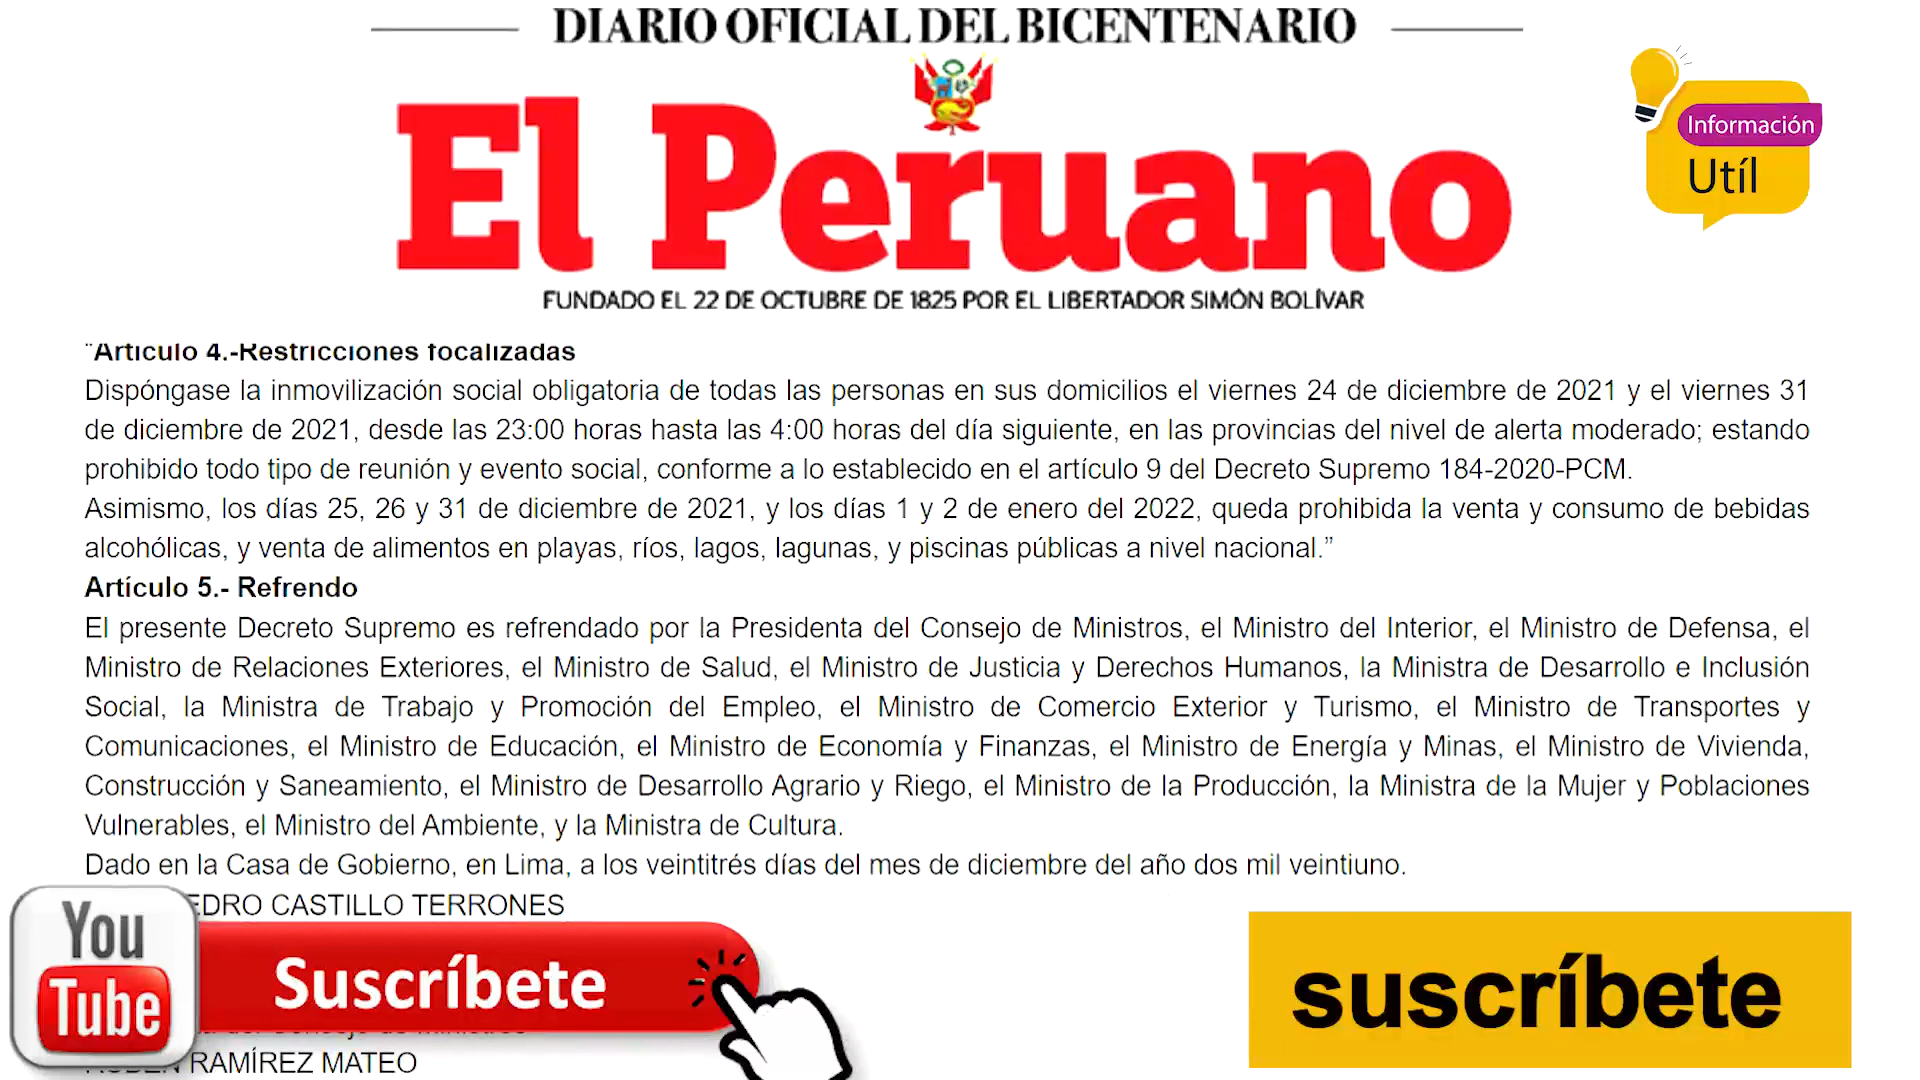 DIARIO OFICIAL DEL BICENTENARIO
El Peruano
FUNDADO EL 22 DE OCTUBRE DE 1825 POR EL LIBERTADOR SIMÓN BOLÍVAR
Información
Utíl
"Artículo 4.-Restricciones focalizadas
Dispóngase la inmovilización social obligatoria de todas las personas en sus domicilios el viernes 24 de diciembre de 2021 y el viernes 31
de diciembre de 2021, desde las 23:00 horas hasta las 4:00 horas del día siguiente, en las provincias del nivel de alerta moderado; estando
prohibido todo tipo de reunión y evento social, conforme a lo establecido en el artículo 9 del Decreto Supremo 184-2020-PCM.
Asimismo, los días 25, 26 y 31 de diciembre de 2021, y los días 1 y 2 de enero del 2022, queda prohibida la venta y consumo de bebidas
alcohólicas, y venta de alimentos en playas, ríos, lagos, lagunas, y piscinas públicas a nivel nacional.”
Artículo 5.- Refrendo
El presente Decreto Supremo es refrendado por la Presidenta del Consejo de Ministros, el Ministro del Interior, el Ministro de Defensa, el
Ministro de Relaciones Exteriores, el Ministro de Salud, el Ministro de Justicia y Derechos Humanos, la Ministra de Desarrollo e Inclusión
Social, la Ministra de Trabajo y Promoción del Empleo, el Ministro de Comercio Exterior y Turismo, el Ministro de Transportes y
Comunicaciones, el Ministro de Educación, el Ministro de Economía y Finanzas, el Ministro de Energía y Minas, el Ministro de Vivienda,
Construcción y Saneamiento, el Ministro de Desarrollo Agrario y Riego, el Ministro de la Producción, la Ministra de la Mujer y Poblaciones
Vulnerables, el Ministro del Ambiente, y la Ministra de Cultura.
Dado en la Casa de Gobierno, en Lima, a los veintitrés días del mes de diciembre del año dos mil veintiuno.
EDRO CASTILLO TERRONES
You
Tube
Suscríbete
suscríbete
RAMÍREZ MATEO